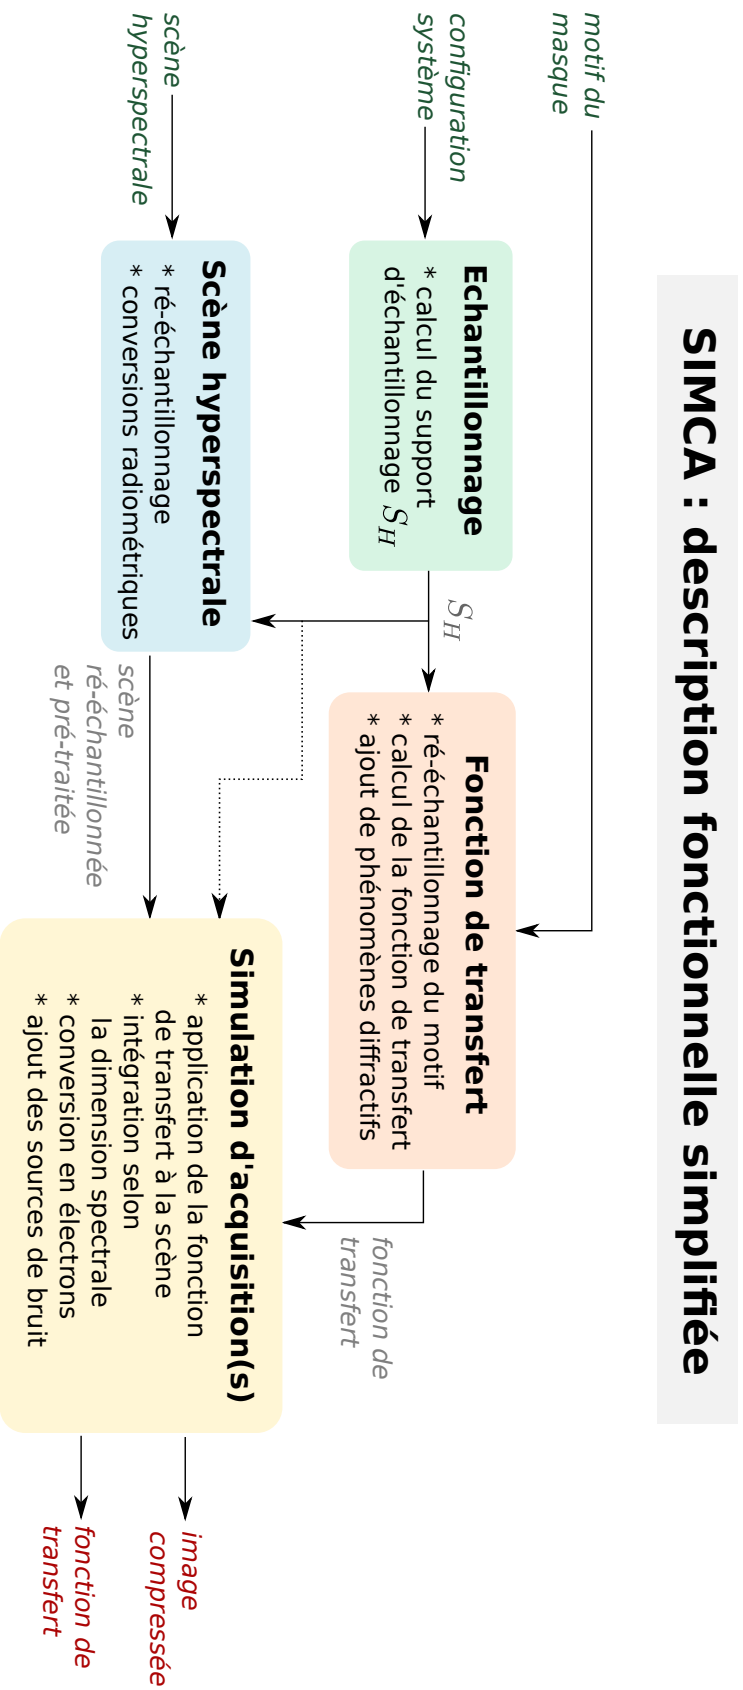 SIMCA : description fonctionnelle simplifiée
motif du
masque
configuration
système
Echantillonnage
* calcul du support
d'échantillonnage S_H
S_H
Fonction de transfert
* ré-échantillonnage du motif
* calcul de la fonction de transfert
* ajout de phénomènes diffractifs
fonction de
transfert
scène
hyperspectrale
Scène hyperspectrale
* ré-échantillonnage
* conversions radiométriques
scène
ré-échantillonnée
et pré-traitée
Simulation d'acquisition(s)
* application de la fonction
de transfert à la scène
* intégration selon
la dimension spectrale
* conversion en électrons
* ajout des sources de bruit
image
compressée
fonction de
transfert